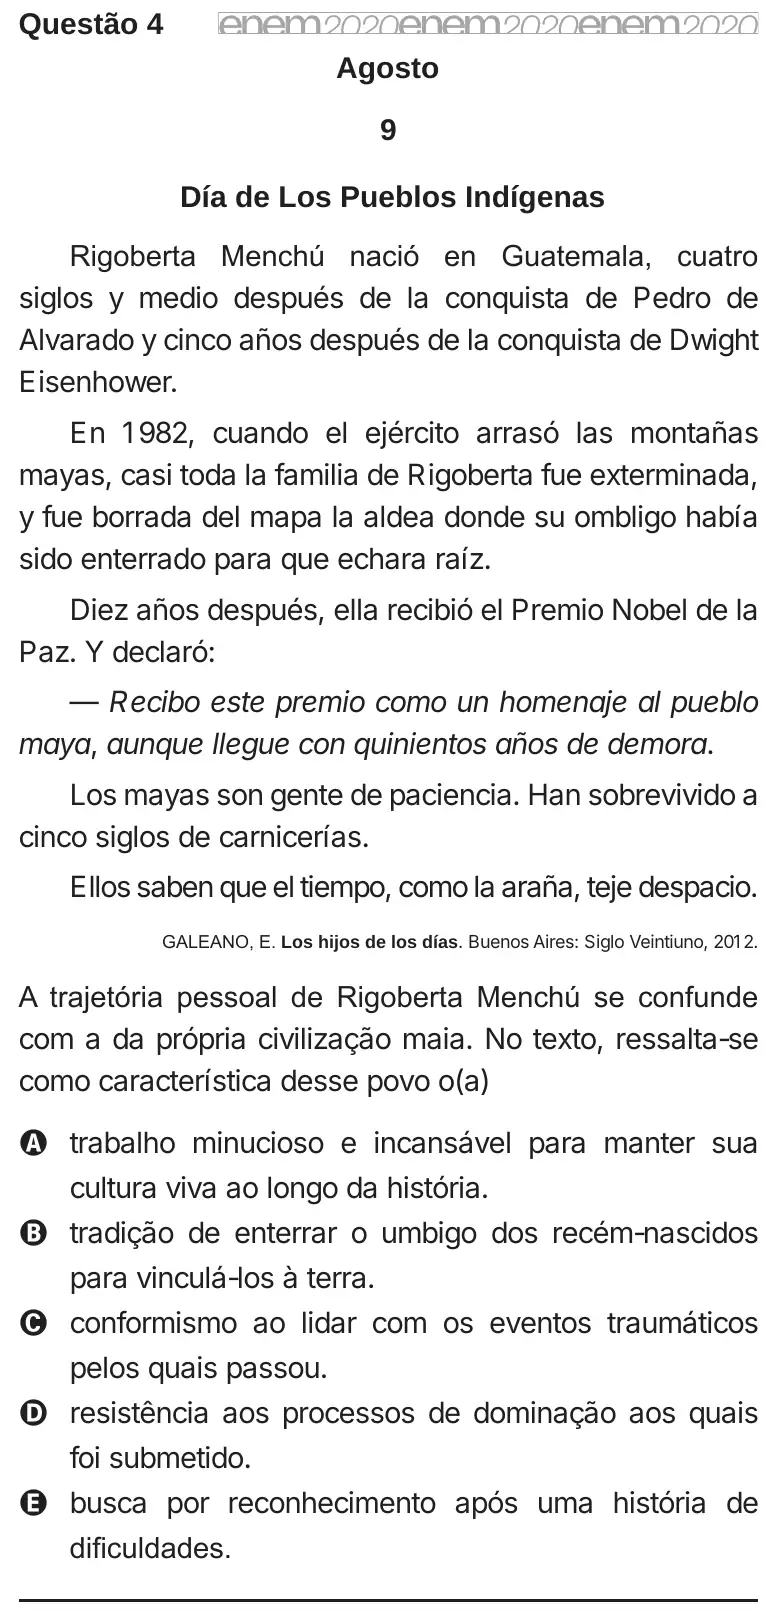 Questão 4
enem2020enem2020enem2020
Agosto
9
Día de Los Pueblos Indígenas
Rigoberta Menchú nació en Guatemala, cuatro
siglos y medio después de la conquista de Pedro de
Alvarado y cinco años después de la conquista de Dwight
Eisenhower.
En 1982, cuando el ejército arrasó las montañas
mayas, casi toda la familia de Rigoberta fue exterminada,
y fue borrada del mapa la aldea donde su ombligo había
sido enterrado para que echara raíz.
Diez años después, ella recibió el Premio Nobel de la
Paz. Y declaró:
— Recibo este premio como un homenaje al pueblo
maya, aunque llegue con quinientos años de demora.
Los mayas son gente de paciencia. Han sobrevivido a
cinco siglos de carnicerías.
Ellos saben que el tiempo, como la araña, teje despacio.
GALEANO, E. Los hijos de los días. Buenos Aires: Siglo Veintiuno, 2012.
A trajetória pessoal de Rigoberta Menchú se confunde
com a da própria civilização maia. No texto, ressalta-se
como característica desse povo o(a)
A trabalho minucioso e incansável para manter sua
cultura viva ao longo da história.
B tradição de enterrar o umbigo dos recém-nascidos
para vinculá-los à terra.
C conformismo ao lidar com os eventos traumáticos
pelos quais passou.
D resistência aos processos de dominação aos quais
foi submetido.
E busca por reconhecimento após uma história de
dificuldades.